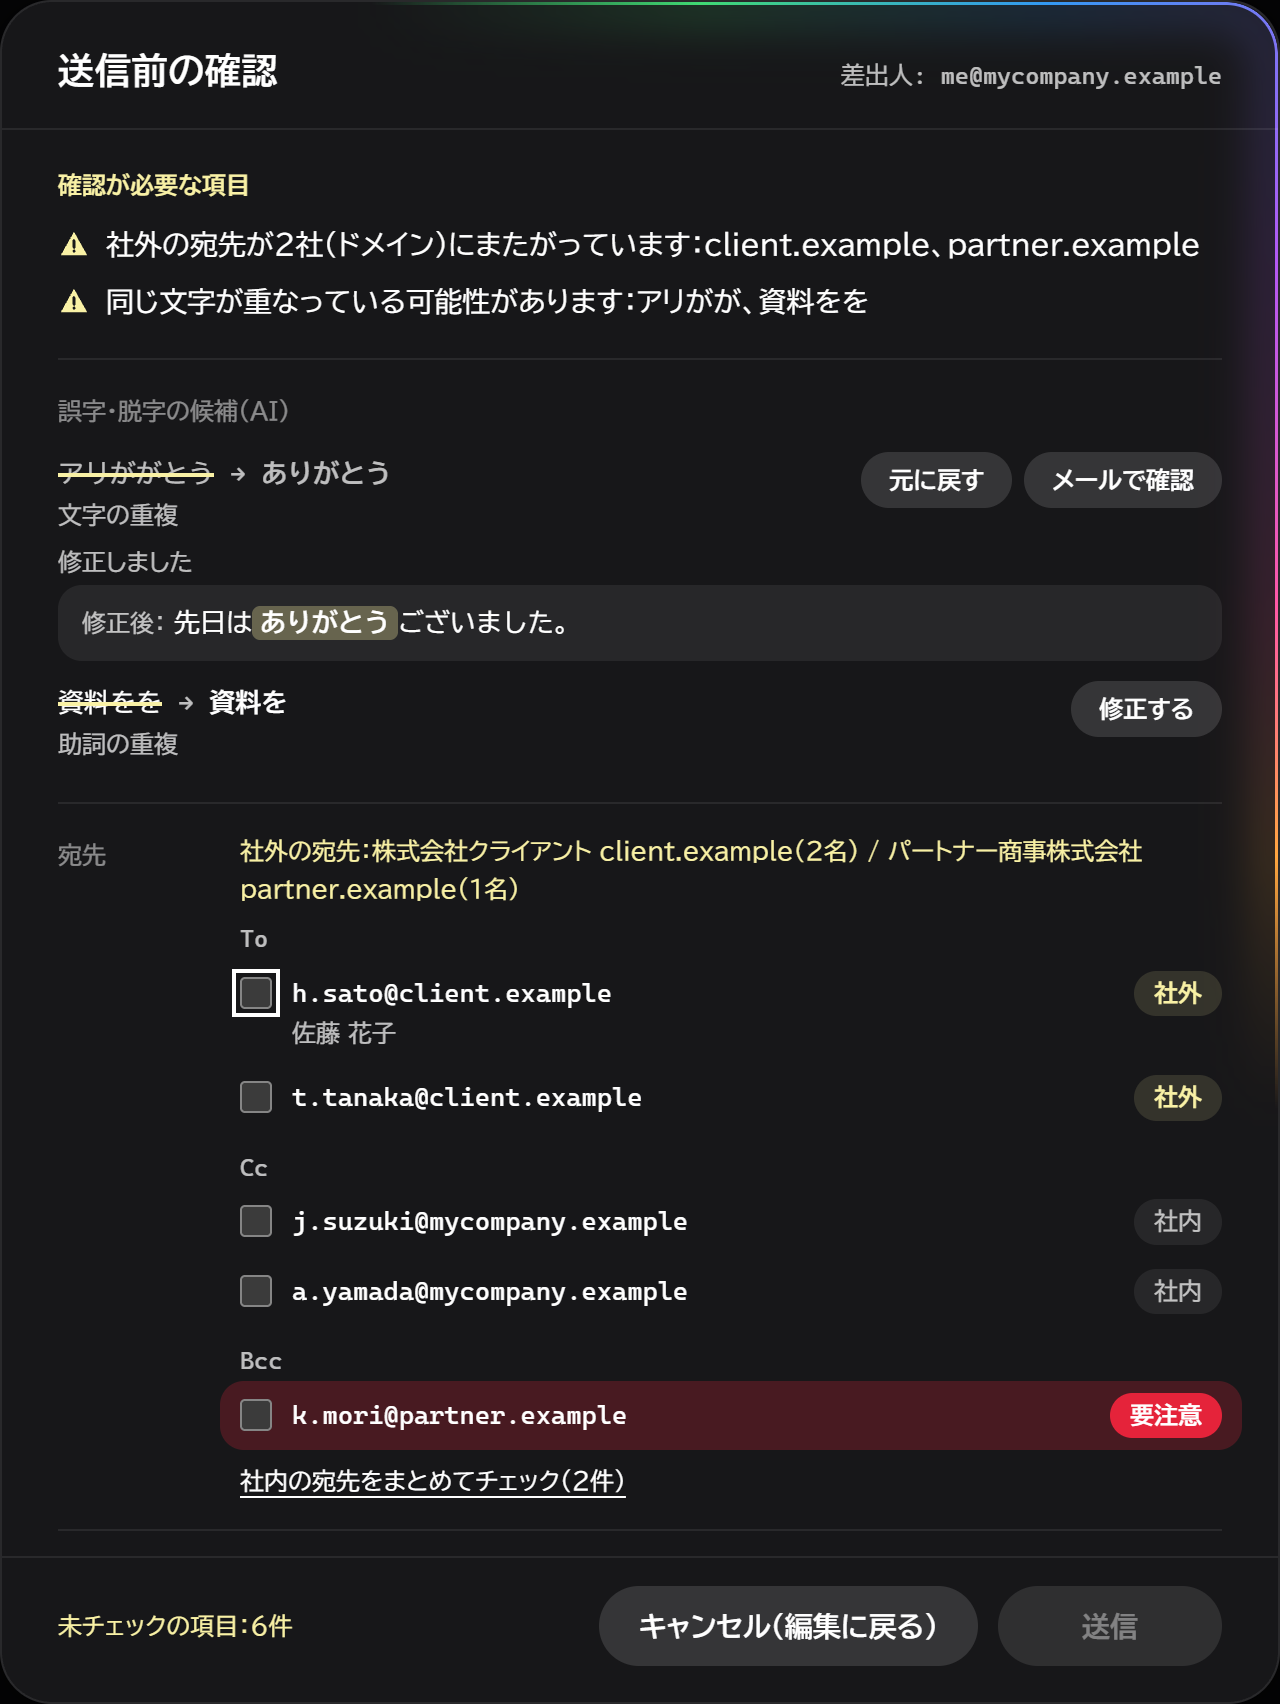 送信前の確認
差出人: me@mycompany.example
確認が必要な項目
社外の宛先が2社(ドメイン)にまたがっています:client.example、partner.example
同じ文字が重なっている可能性があります:アリがが、資料をを
誤字・脱字の候補(AI)
アリががとう → ありがとう
元に戻す
メールで確認
文字の重複
修正しました
修正後: 先日はありがとうございました。
資料をを → 資料を
修正する
助詞の重複
宛先
社外の宛先:株式会社クライアント client.example(2名) / パートナー商事株式会社
partner.example(1名)
To
h.sato@client.example
社外
佐藤 花子
t.tanaka@client.example
社外
Cc
j.suzuki@mycompany.example
社内
a.yamada@mycompany.example
社内
Bcc
k.mori@partner.example
要注意
社内の宛先をまとめてチェック(2件)
未チェックの項目:6件
キャンセル(編集に戻る)
送信